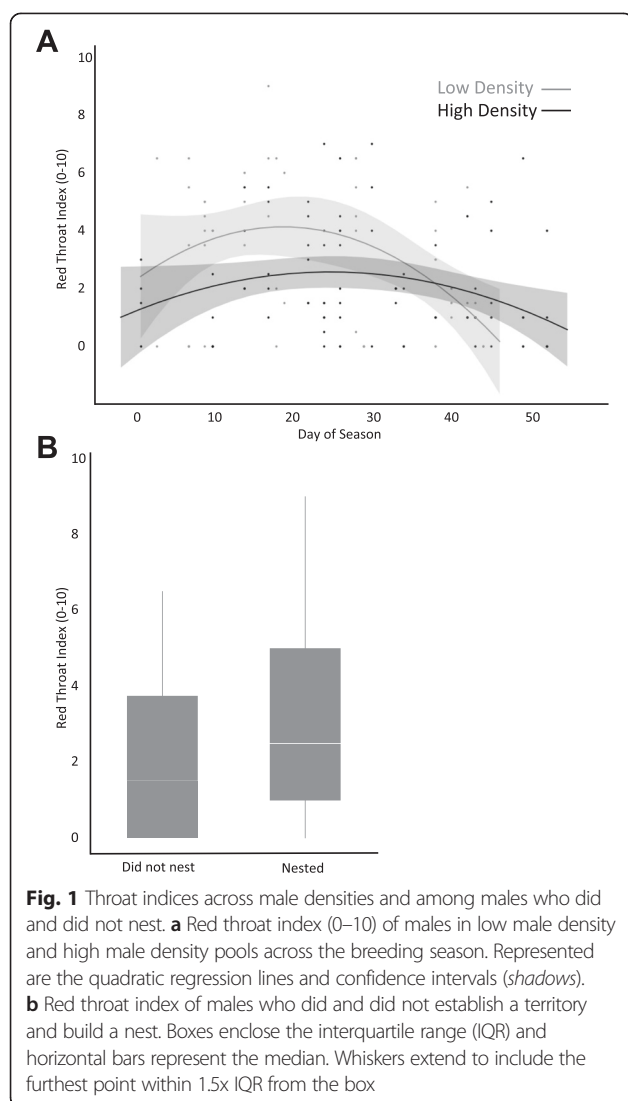 A
10
8
6
4
2
0
Red Throat Index (0-10)
Low Density
High Density
0 10 20 30 40 50
Day of Season
B
10
8
6
4
2
0
Red Throat Index (0-10)
Did not nest Nested
Fig. 1 Throat indices across male densities and among males who did
and did not nest. a Red throat index (0–10) of males in low male density
and high male density pools across the breeding season. Represented
are the quadratic regression lines and confidence intervals (shadows).
b Red throat index of males who did and did not establish a territory
and build a nest. Boxes enclose the interquartile range (IQR) and
horizontal bars represent the median. Whiskers extend to include the
furthest point within 1.5x IQR from the box